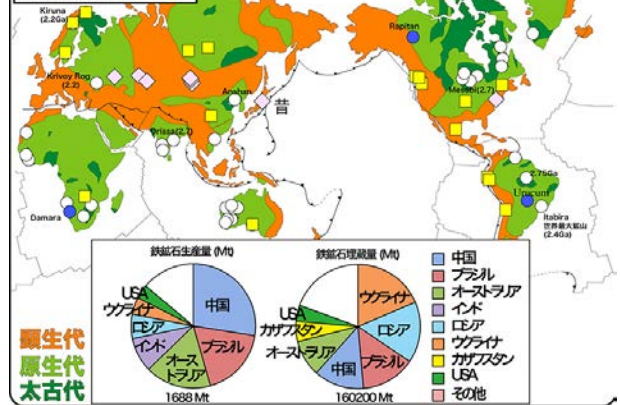 Kiruna
(2.2Ga)
Rapitan
Krivoy Rog
(2.2)
Anshan
昔
Mesabi(2.7)
Orissa(2.7)
2.75Ga
Urucum
Damara
Itabira
世界最大鉱山
(2.4Ga)
鉄鉱石生産量 (Mt)
鉄鉱石埋蔵量 (Mt)
中国
ブラジル
オーストラリア
インド
ロシア
ウクライナ
カザフスタン
USA
その他
USA
ウクライナ
ロシア
インド
オース
トラリア
ブラジル
中国
1688 Mt
USA
カザフスタン
オーストラリア
中国
ブラジル
ロシア
ウクライナ
160200 Mt
顕生代
原生代
太古代